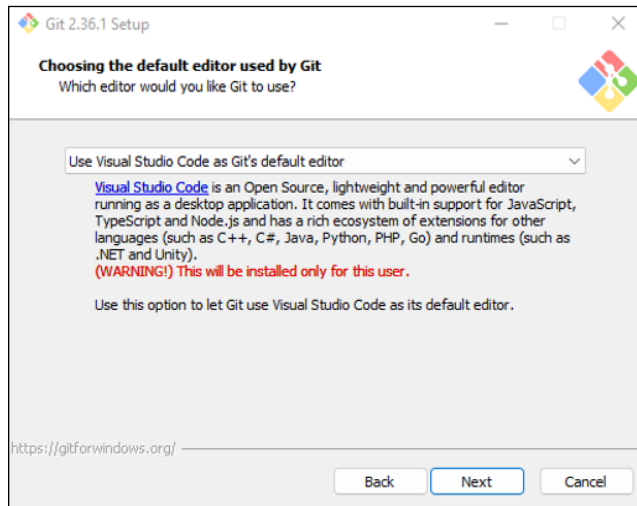 Git 2.36.1 Setup
Choosing the default editor used by Git
Which editor would you like Git to use?
Use Visual Studio Code as Git's default editor
Visual Studio Code is an Open Source, lightweight and powerful editor
running as a desktop application. It comes with built-in support for JavaScript,
TypeScript and Node.js and has a rich ecosystem of extensions for other
languages (such as C++, C#, Java, Python, PHP, Go) and runtimes (such as
.NET and Unity).
(WARNING!) This will be installed only for this user.
Use this option to let Git use Visual Studio Code as its default editor.
https://gitforwindows.org/
Back Next Cancel